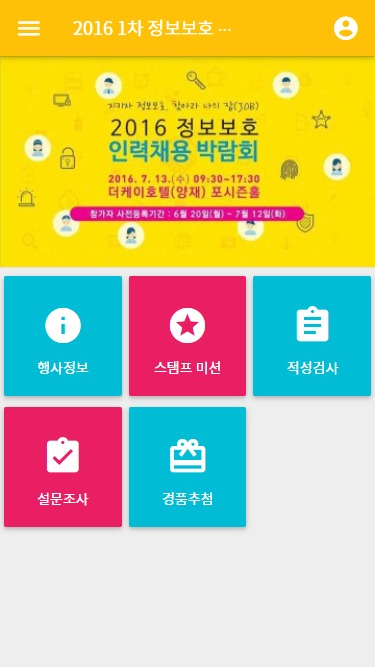 2016 1차 정보보호 ...
지키자 정보보호, 찾아라 나의 잡(JOB)
2016 정보보호
인력채용 박람회
2016. 7. 13.(수) 09:30~17:30
더케이호텔(양재) 포시즌홀
참가자 사전등록기간 : 6월 20일(월) ~ 7월 12일(화)
행사정보
스탬프 미션
적성검사
설문조사
경품추첨